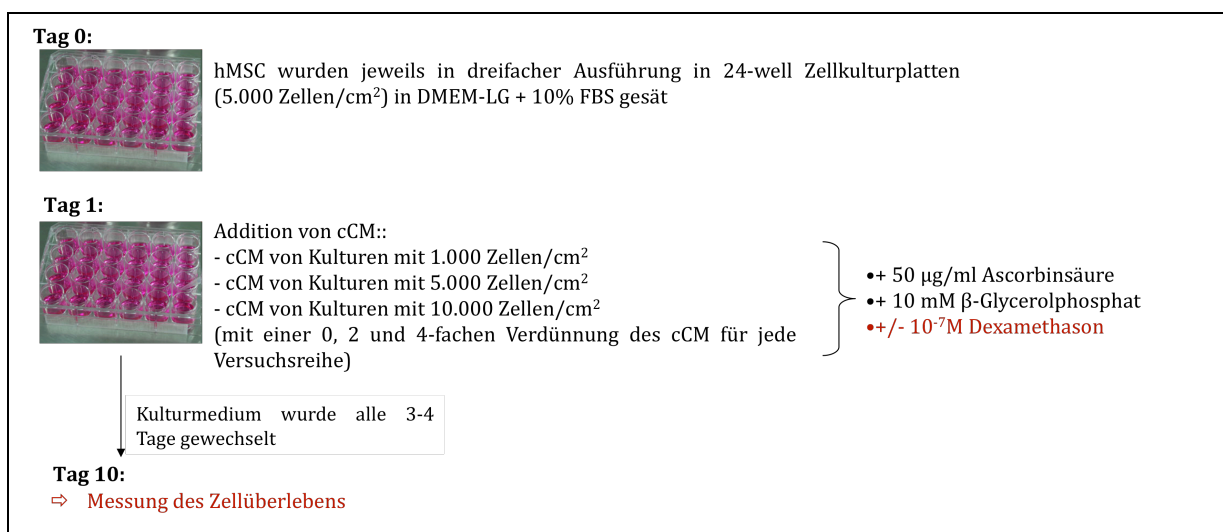 Tag 0:
hMSC wurden jeweils in dreifacher Ausführung in 24-well Zellkulturplatten
(5.000 Zellen/cm²) in DMEM-LG + 10% FBS gesät
Tag 1:
Addition von cCM::
- cCM von Kulturen mit 1.000 Zellen/cm²
- cCM von Kulturen mit 5.000 Zellen/cm²
- cCM von Kulturen mit 10.000 Zellen/cm²
(mit einer 0, 2 und 4-fachen Verdünnung des cCM für jede
Versuchsreihe)
•+ 50 µg/ml Ascorbinsäure
•+ 10 mM β-Glycerolphosphat
•+/- 10⁻⁷M Dexamethason
Kulturmedium wurde alle 3-4
Tage gewechselt
Tag 10:
⇨ Messung des Zellüberlebens